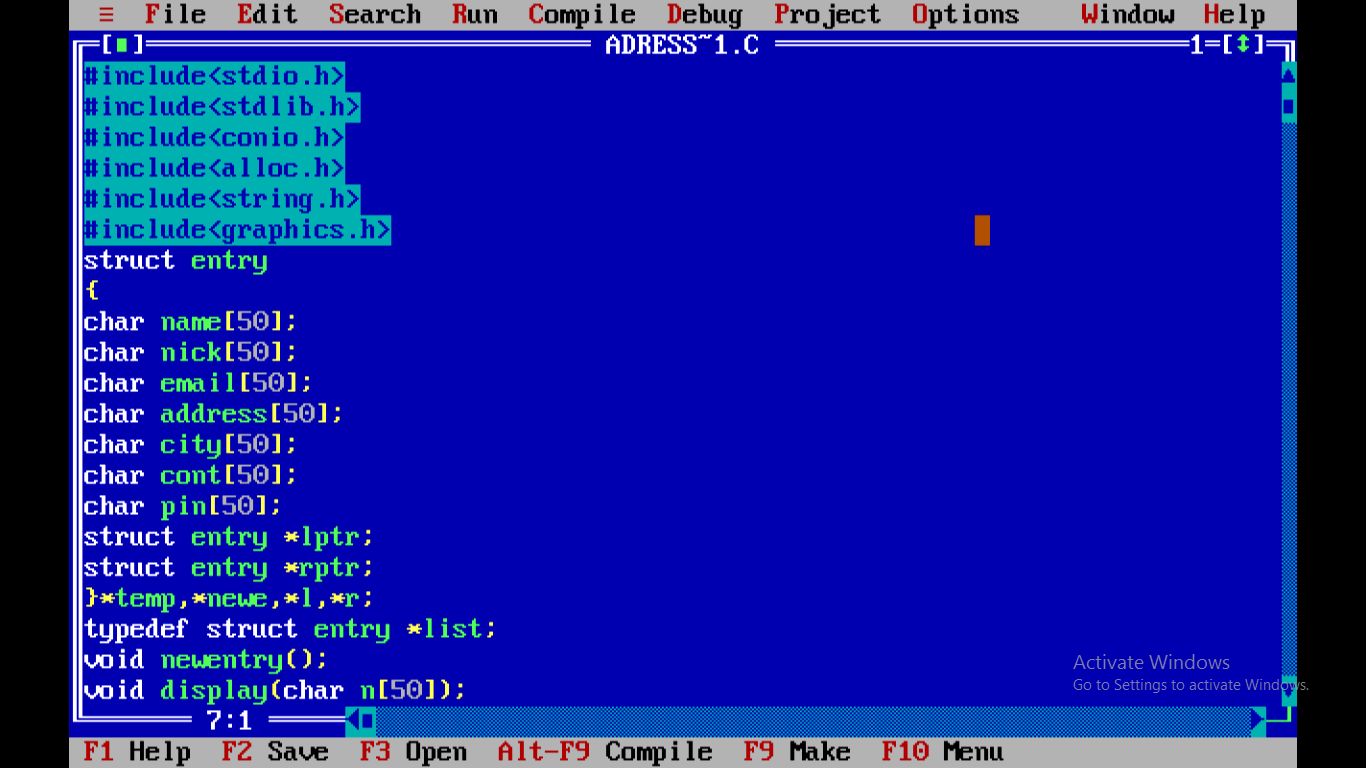 ≡ File Edit Search Run Compile Debug Project Options Window Help
[■] ADRESS~1.C 1=[↕]
#include<stdio.h>
#include<stdlib.h>
#include<conio.h>
#include<alloc.h>
#include<string.h>
#include<graphics.h>
struct entry
{
char name[50];
char nick[50];
char email[50];
char address[50];
char city[50];
char cont[50];
char pin[50];
struct entry *lptr;
struct entry *rptr;
}*temp,*newe,*l,*r;
typedef struct entry *list;
void newentry();
void display(char n[50]);
Activate Windows
Go to Settings to activate Windows.
7:1
F1 Help F2 Save F3 Open Alt-F9 Compile F9 Make F10 Menu